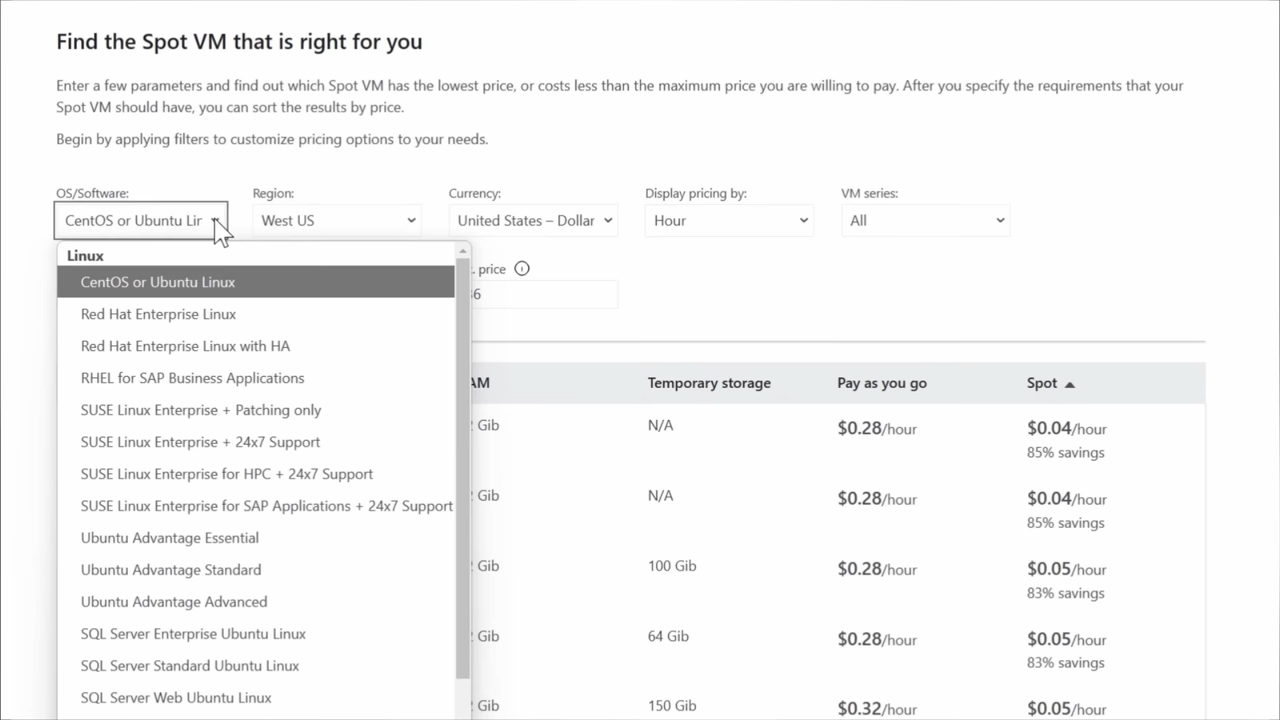 Find the Spot VM that is right for you
Enter a few parameters and find out which Spot VM has the lowest price, or costs less than the maximum price you are willing to pay. After you specify the requirements that your
Spot VM should have, you can sort the results by price.
Begin by applying filters to customize pricing options to your needs.
OS/Software: Region: Currency: Display pricing by: VM series:
CentOS or Ubuntu Lir West US United States – Dollar Hour All
Linux
CentOS or Ubuntu Linux
Red Hat Enterprise Linux
Red Hat Enterprise Linux with HA
RHEL for SAP Business Applications
SUSE Linux Enterprise + Patching only
SUSE Linux Enterprise + 24x7 Support
SUSE Linux Enterprise for HPC + 24x7 Support
SUSE Linux Enterprise for SAP Applications + 24x7 Support
Ubuntu Advantage Essential
Ubuntu Advantage Standard
Ubuntu Advantage Advanced
SQL Server Enterprise Ubuntu Linux
SQL Server Standard Ubuntu Linux
SQL Server Web Ubuntu Linux
. price
Temporary storage Pay as you go Spot
Gib N/A $0.28/hour $0.04/hour
85% savings
Gib N/A $0.28/hour $0.04/hour
85% savings
Gib 100 Gib $0.28/hour $0.05/hour
83% savings
Gib 64 Gib $0.28/hour $0.05/hour
83% savings
Gib 150 Gib $0.32/hour $0.05/hour